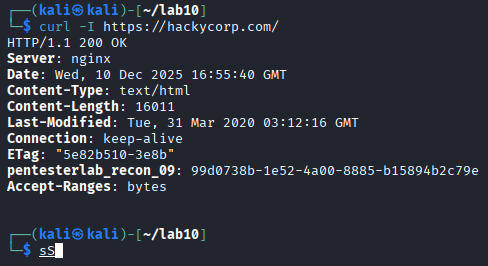 ┌──(kali㉿kali)-[~/lab10]
└─$ curl -I https://hackycorp.com/
HTTP/1.1 200 OK
Server: nginx
Date: Wed, 10 Dec 2025 16:55:40 GMT
Content-Type: text/html
Content-Length: 16011
Last-Modified: Tue, 31 Mar 2020 03:12:16 GMT
Connection: keep-alive
ETag: "5e82b510-3e8b"
pentesterlab_recon_09: 99d0738b-1e52-4a00-8885-b15894b2c79e
Accept-Ranges: bytes
┌──(kali㉿kali)-[~/lab10]
└─$ sS